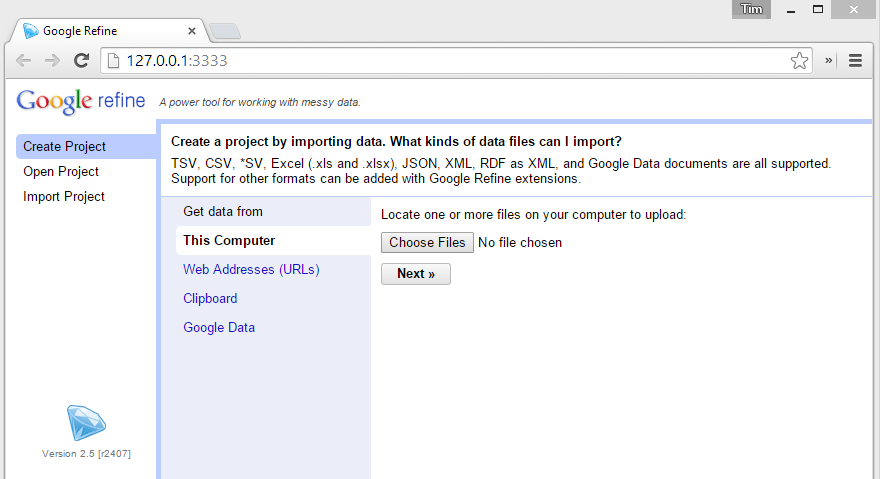 Tim
Google Refine
127.0.0.1:3333
Google refine
A power tool for working with messy data.
Create Project
Open Project
Import Project
Create a project by importing data. What kinds of data files can I import?
TSV, CSV, *SV, Excel (.xls and .xlsx), JSON, XML, RDF as XML, and Google Data documents are all supported.
Support for other formats can be added with Google Refine extensions.
Get data from
This Computer
Web Addresses (URLs)
Clipboard
Google Data
Locate one or more files on your computer to upload:
Choose Files No file chosen
Next »
Version 2.5 [r2407]